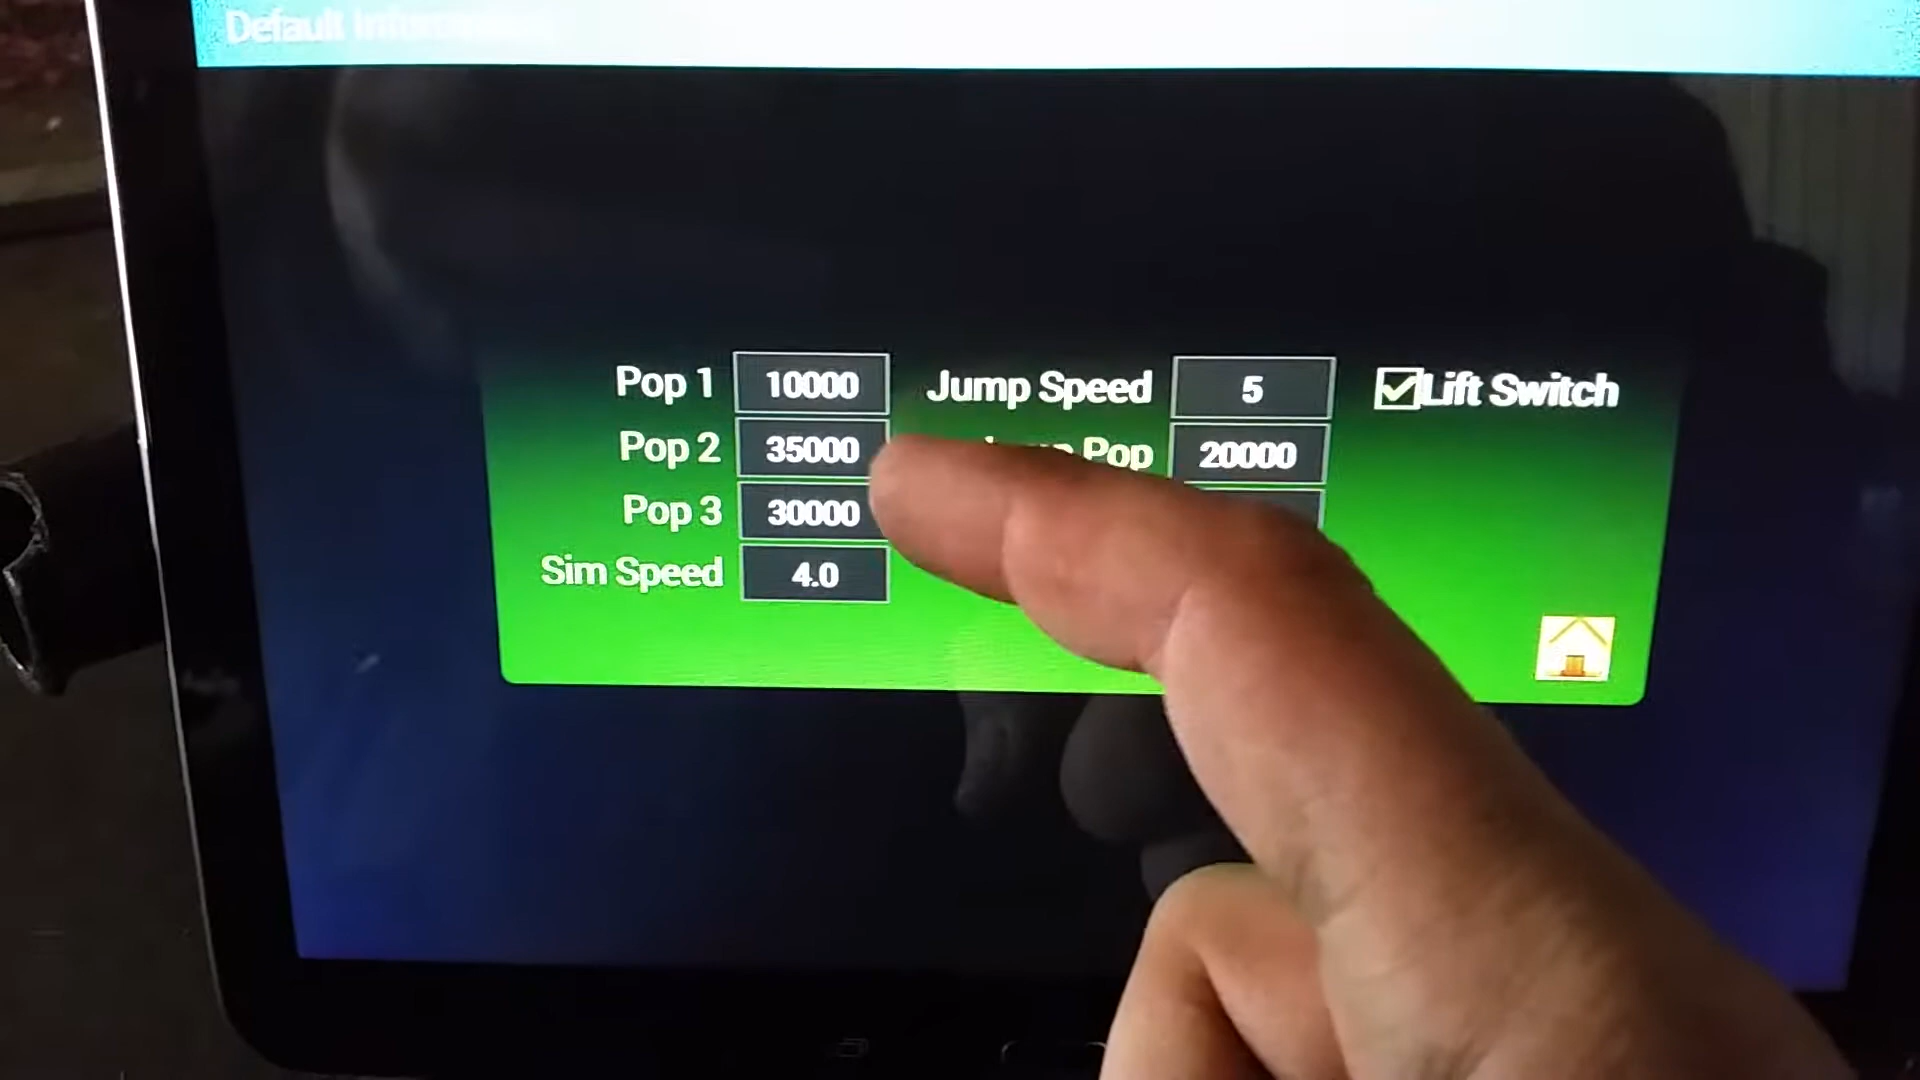 Default
Pop 1 10000 Jump Speed 5 Lift Switch
Pop 2 35000 Pop 20000
Pop 3 30000
Sim Speed 4.0